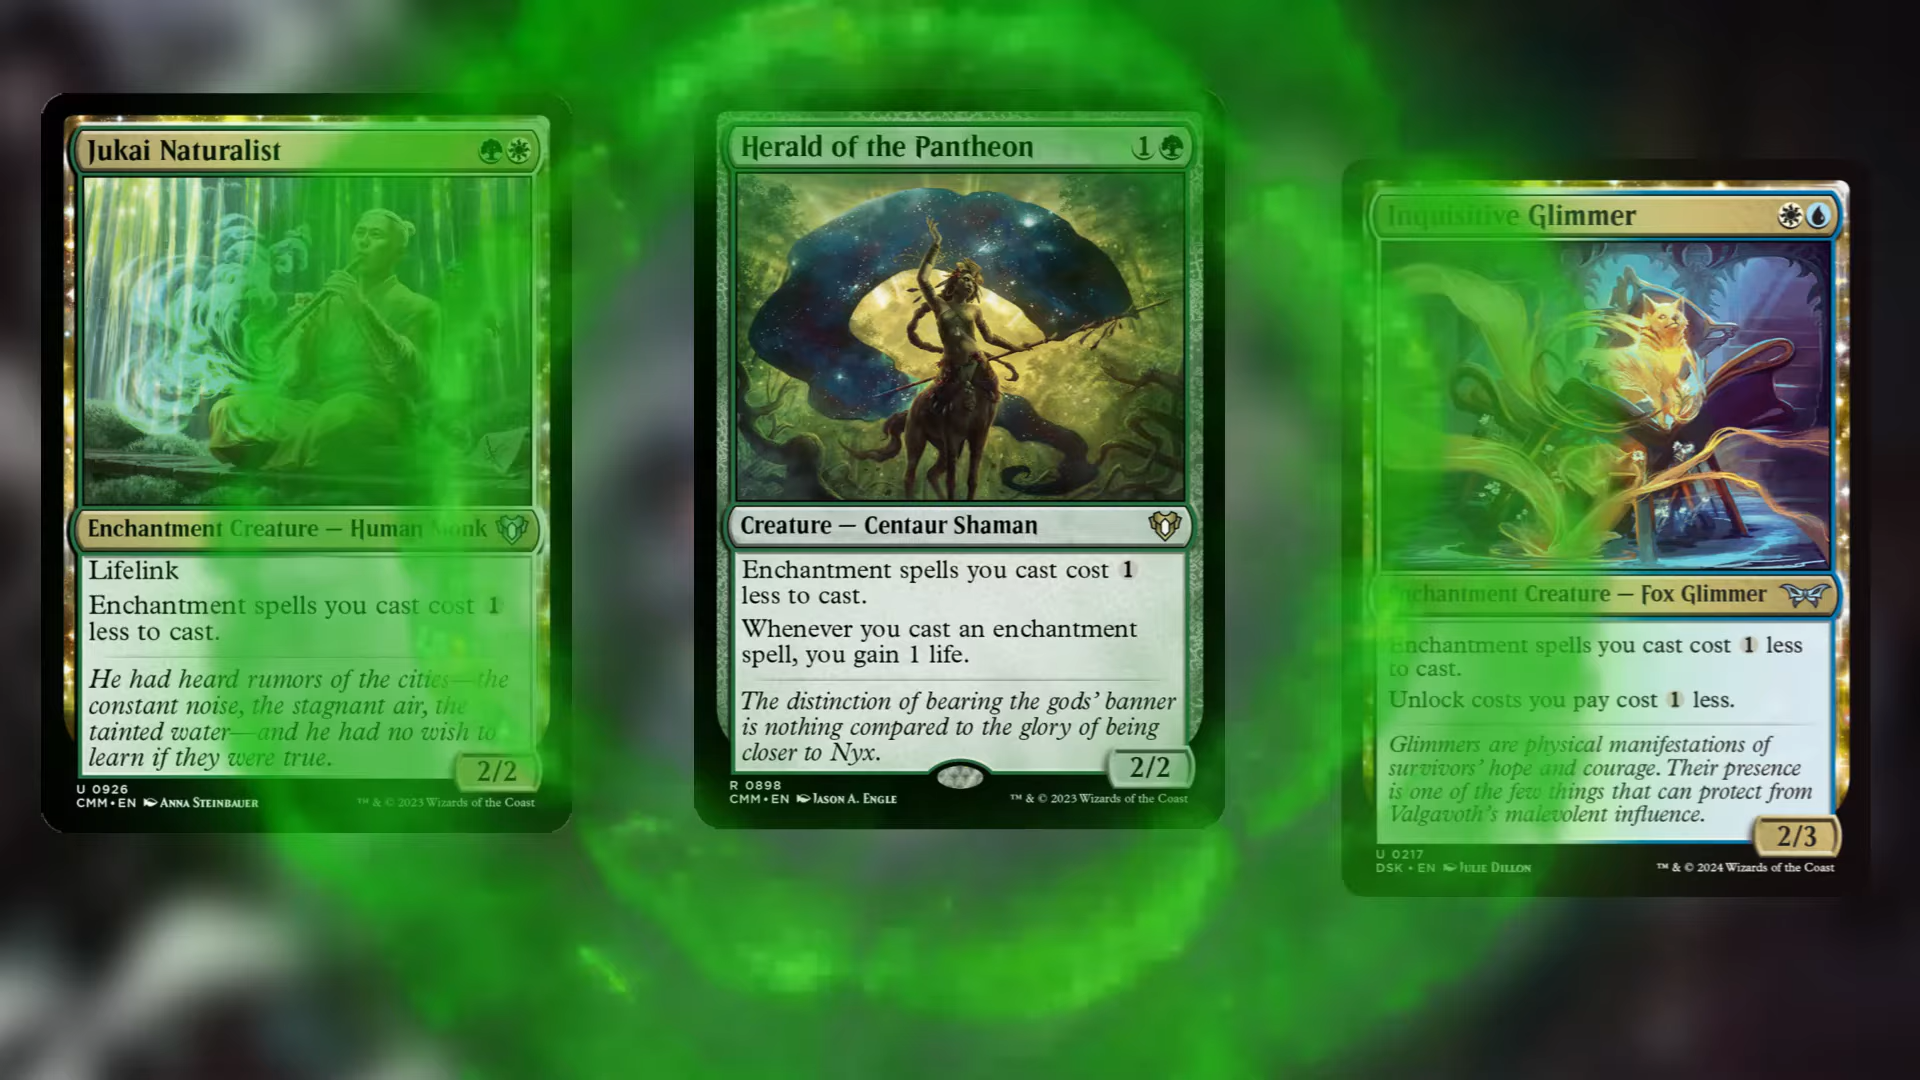 Jukai Naturalist
Enchantment Creature — Human Monk
Lifelink
Enchantment spells you cast cost 1
less to cast.
He had heard rumors of the cities—the
constant noise, the stagnant air, the
tainted water—and he had no wish to
learn if they were true.
2/2
U 0926
CMM • EN Anna Steinbauer
™ & © 2023 Wizards of the Coast
Herald of the Pantheon 1
Creature — Centaur Shaman
Enchantment spells you cast cost 1
less to cast.
Whenever you cast an enchantment
spell, you gain 1 life.
The distinction of bearing the gods' banner
is nothing compared to the glory of being
closer to Nyx.
2/2
R 0898
CMM • EN Jason A. Engle
™ & © 2023 Wizards of the Coast
Inquisitive Glimmer
Enchantment Creature — Fox Glimmer
Enchantment spells you cast cost 1 less
to cast.
Unlock costs you pay cost 1 less.
Glimmers are physical manifestations of
survivors' hope and courage. Their presence
is one of the few things that can protect from
Valgavoth's malevolent influence.
2/3
U 0217
DSK • EN Julie Dillon
™ & © 2024 Wizards of the Coast